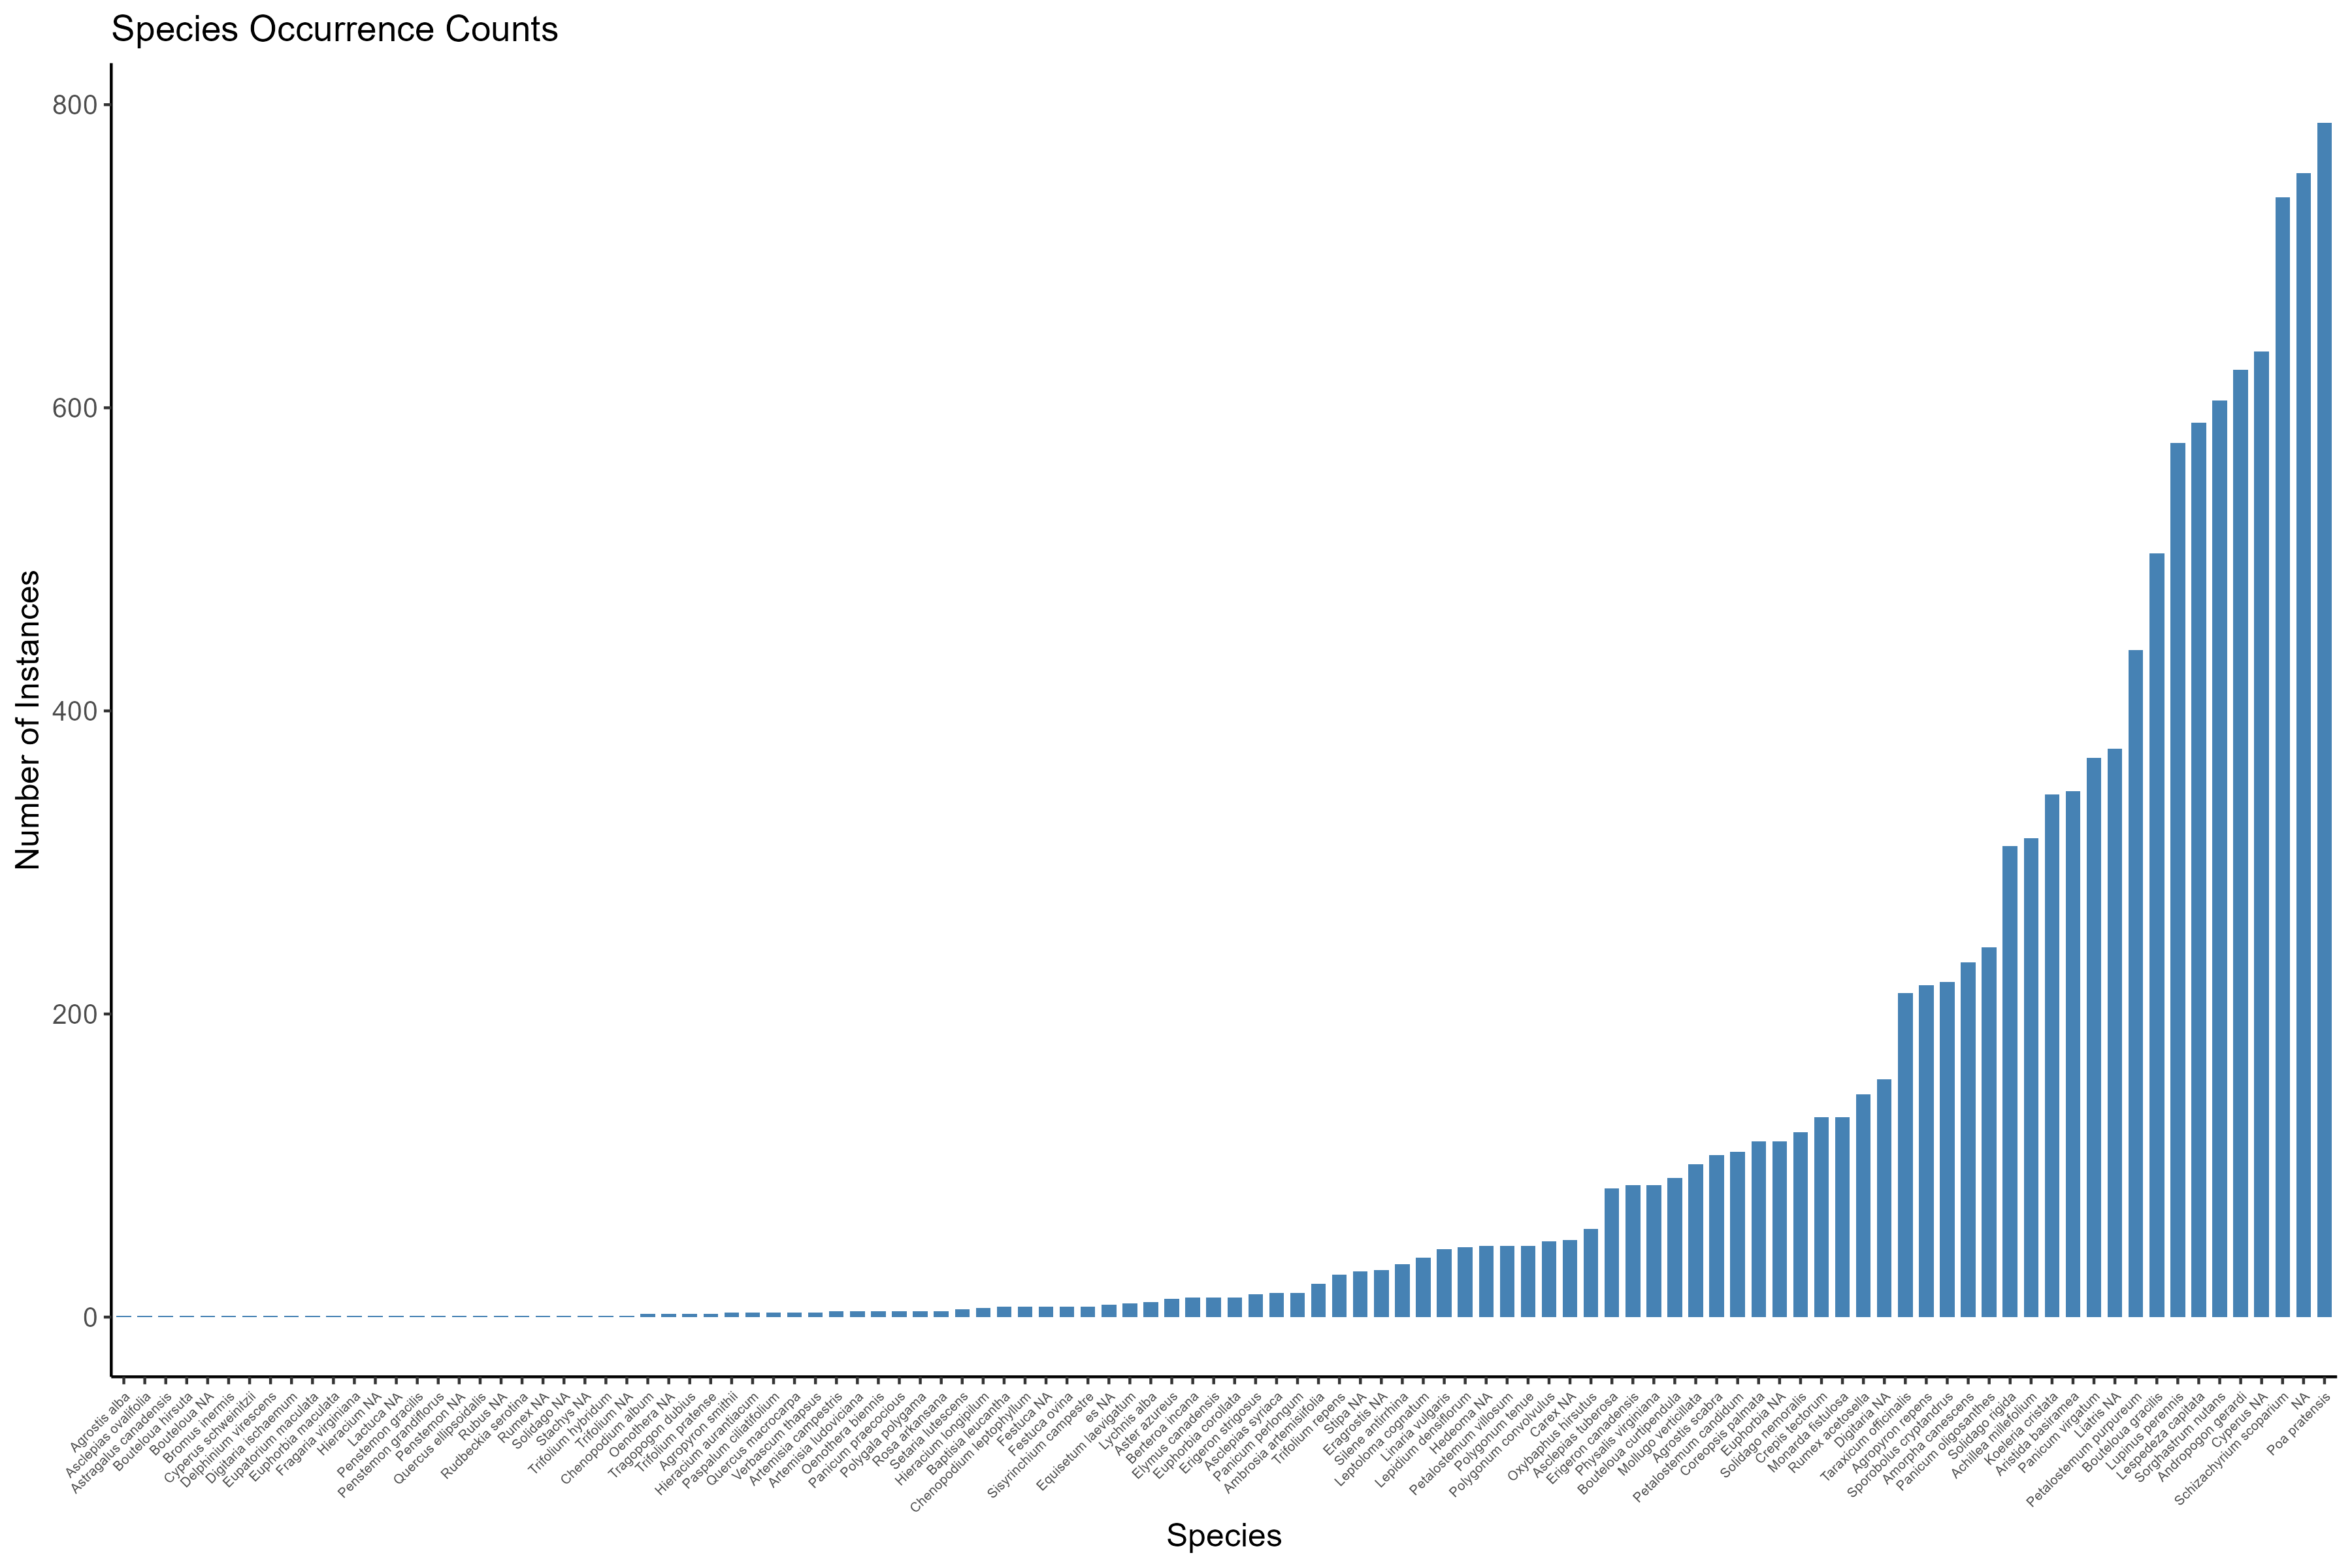 Species Occurrence Counts
Number of Instances
800
600
400
200
0
Agrostis alba
Asclepias ovalifolia
Astragalus canadensis
Bouteloua hirsuta
Bouteloua NA
Bromus inermis
Cyperus schweinitzii
Delphinium virescens
Digitaria ischaemum
Eupatorium maculata
Euphorbia maculata
Fragaria virginiana
Hieracium NA
Lactuca NA
Penstemon gracilis
Penstemon grandiflorus
Penstemon NA
Quercus ellipsoidalis
Rubus NA
Rudbeckia serotina
Rumex NA
Solidago NA
Stachys NA
Trifolium hybridum
Trifolium NA
Chenopodium album
Oenothera NA
Tragopogon dubius
Trifolium pratense
Agropyron smithii
Hieracium aurantiacum
Paspalum ciliatifolium
Quercus macrocarpa
Verbascum thapsus
Artemisia campestris
Artemisia ludoviciana
Oenothera biennis
Panicum praecocious
Polygala polygama
Rosa arkansana
Setaria lutescens
Hieracium longipilum
Baptisia leucantha
Chenopodium leptophyllum
Festuca NA
Festuca ovina
Sisyrinchium campestre
es NA
Equisetum laevigatum
Lychnis alba
Aster azureus
Berteroa incana
Elymus canadensis
Euphorbia corollata
Erigeron strigosus
Asclepias syriaca
Panicum perlongum
Ambrosia artemisiifolia
Trifolium repens
Stipa NA
Eragrostis NA
Silene antirrhina
Leptoloma cognatum
Linaria vulgaris
Lepidium densiflorum
Hedeoma NA
Petalostemum villosum
Polygonum tenue
Polygonum convolvulus
Carex NA
Oxybaphus hirsutus
Asclepias tuberosa
Erigeron canadensis
Physalis virginiana
Bouteloua curtipendula
Mollugo verticillata
Agrostis scabra
Petalostemum candidum
Coreopsis palmata
Euphorbia NA
Solidago nemoralis
Crepis tectorum
Monarda fistulosa
Rumex acetosella
Digitaria NA
Taraxicum officinalis
Agropyron repens
Sporobolus cryptandrus
Amorpha canescens
Panicum oligosanthes
Solidago rigida
Achillea millefolium
Koeleria cristata
Aristida basiramea
Panicum virgatum
Liatris NA
Petalostemum purpureum
Bouteloua gracilis
Lupinus perennis
Lespedeza capitata
Sorghastrum nutans
Andropogon gerardi
Cyperus NA
Schizachyrium scoparium
NA
Poa pratensis
Species